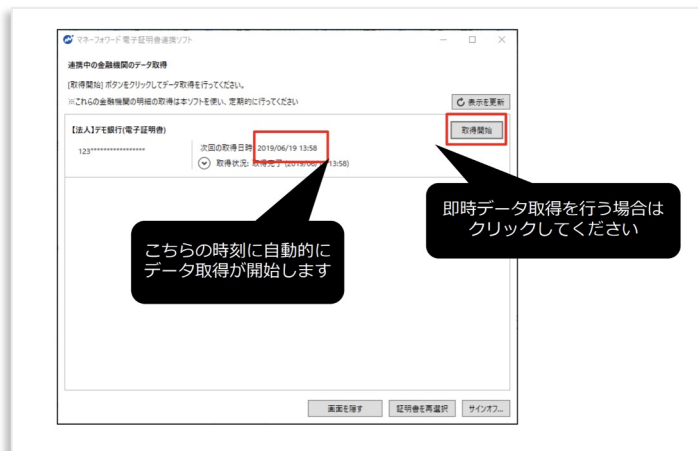 マネーフォワード 電子証明書連携ソフト
連携中の金融機関のデータ取得
[取得開始] ボタンをクリックしてデータ取得を行ってください。
※これらの金融機関の明細の取得は本ソフトを使い、定期的に行ってください
表示を更新
【法人】デモ銀行(電子証明書)
取得開始
123*****************
次回の取得日時: 2019/06/19 13:58
取得状況: 取得完了 (2019/06/1 13:58)
即時データ取得を行う場合は
クリックしてください
こちらの時刻に自動的に
データ取得が開始します
画面を隠す
証明書を再選択
サインオフ...